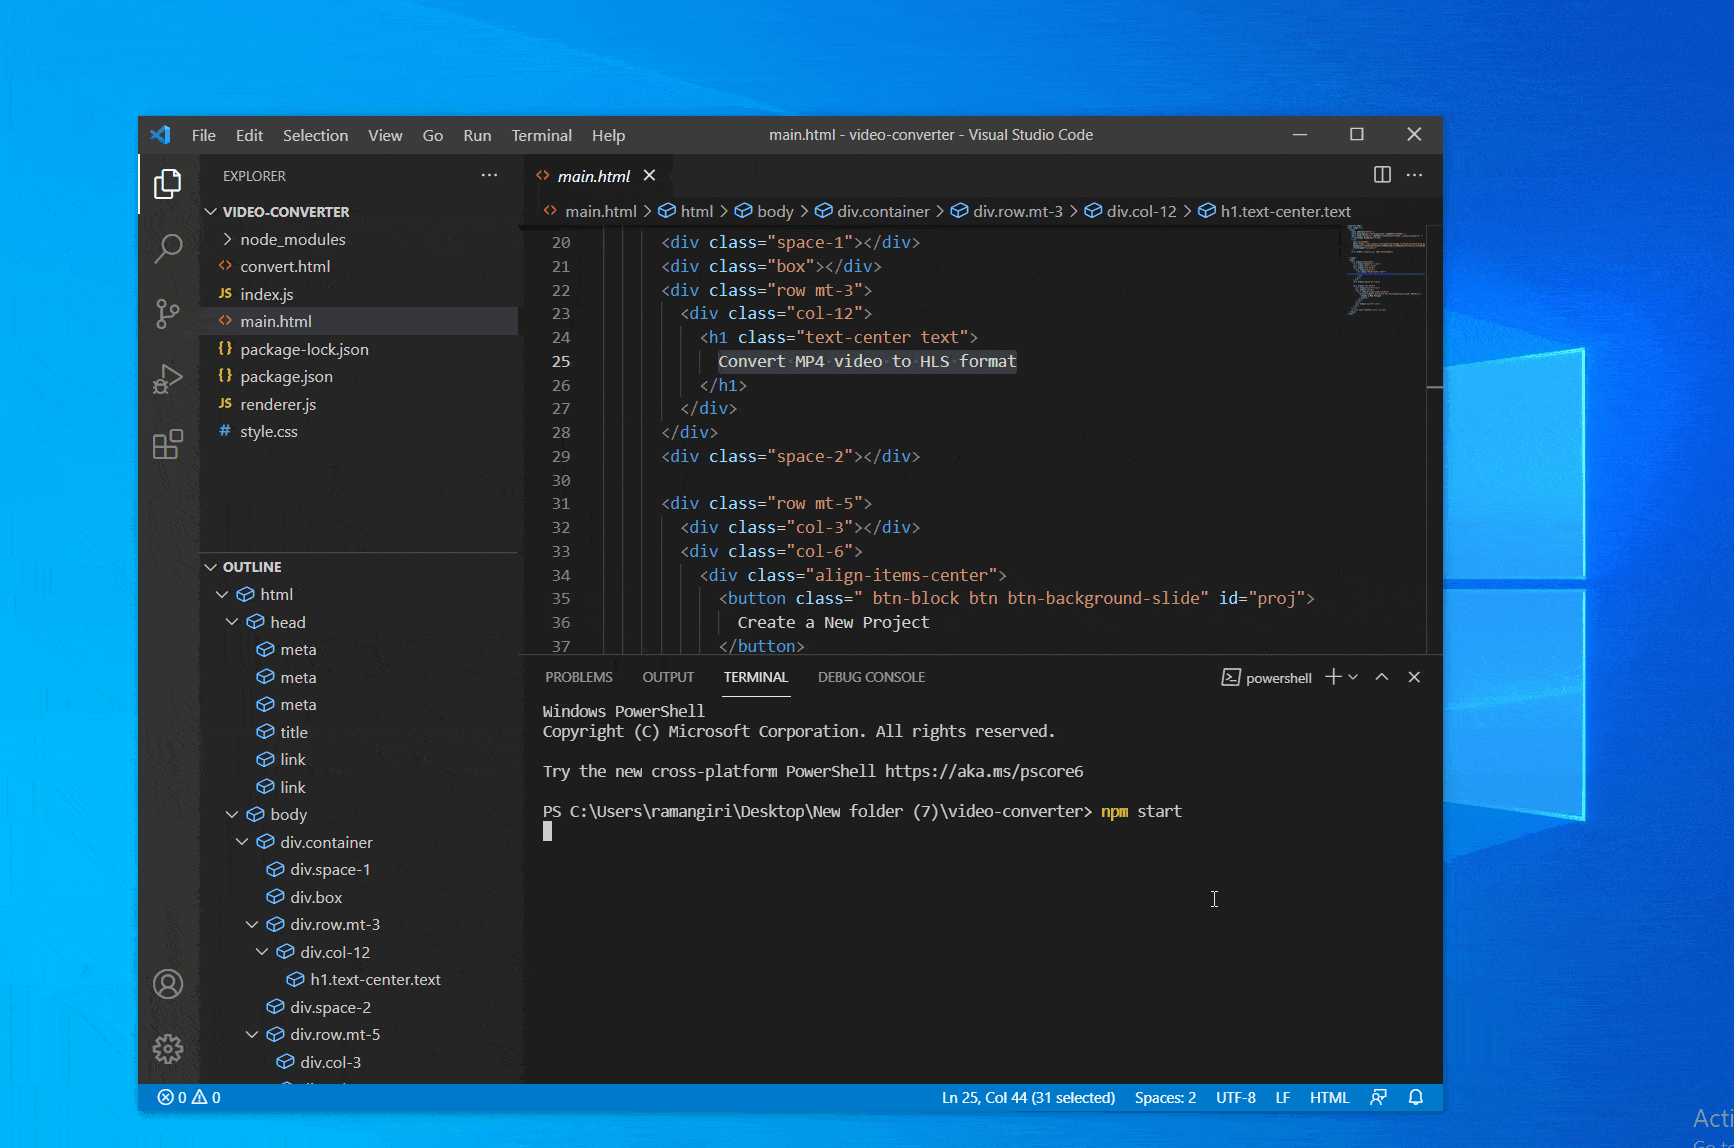 File Edit Selection View Go Run Terminal Help main.html - video-converter - Visual Studio Code
EXPLORER
VIDEO-CONVERTER
node_modules
<> convert.html
JS index.js
<> main.html
{} package-lock.json
{} package.json
JS renderer.js
# style.css
OUTLINE
html
head
meta
meta
meta
title
link
link
body
div.container
div.space-1
div.box
div.row.mt-3
div.col-12
h1.text-center.text
div.space-2
div.row.mt-5
div.col-3
<> main.html
<> main.html > html > body > div.container > div.row.mt-3 > div.col-12 > h1.text-center.text
20 <div class="space-1"></div>
21 <div class="box"></div>
22 <div class="row mt-3">
23 <div class="col-12">
24 <h1 class="text-center text">
25 Convert MP4 video to HLS format
26 </h1>
27 </div>
28 </div>
29 <div class="space-2"></div>
30
31 <div class="row mt-5">
32 <div class="col-3"></div>
33 <div class="col-6">
34 <div class="align-items-center">
35 <button class=" btn-block btn btn-background-slide" id="proj">
36 Create a New Project
37 </button>
PROBLEMS OUTPUT TERMINAL DEBUG CONSOLE powershell
Windows PowerShell
Copyright (C) Microsoft Corporation. All rights reserved.
Try the new cross-platform PowerShell https://aka.ms/pscore6
PS C:\Users\ramangiri\Desktop\New folder (7)\video-converter> npm start
0 0 Ln 25, Col 44 (31 selected) Spaces: 2 UTF-8 LF HTML